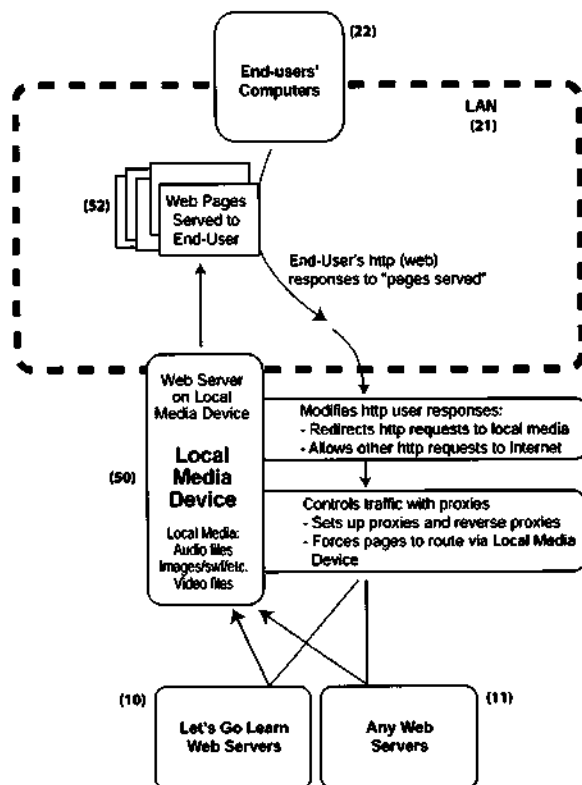 (22)
End-users'
Computers
LAN
(21)
(52)
Web Pages
Served to
End-User
End-User's http (web)
responses to "pages served"
Web Server
on Local
Media Device
Local
Media
Device
(50)
Local Media:
Audio files
Images/swf/etc.
Video files
Modifies http user responses:
- Redirects http requests to local media
- Allows other http requests to Internet
Controls traffic with proxies
- Sets up proxies and reverse proxies
- Forces pages to route via Local Media
Device
(10)
Let's Go Learn
Web Servers
(11)
Any Web
Servers